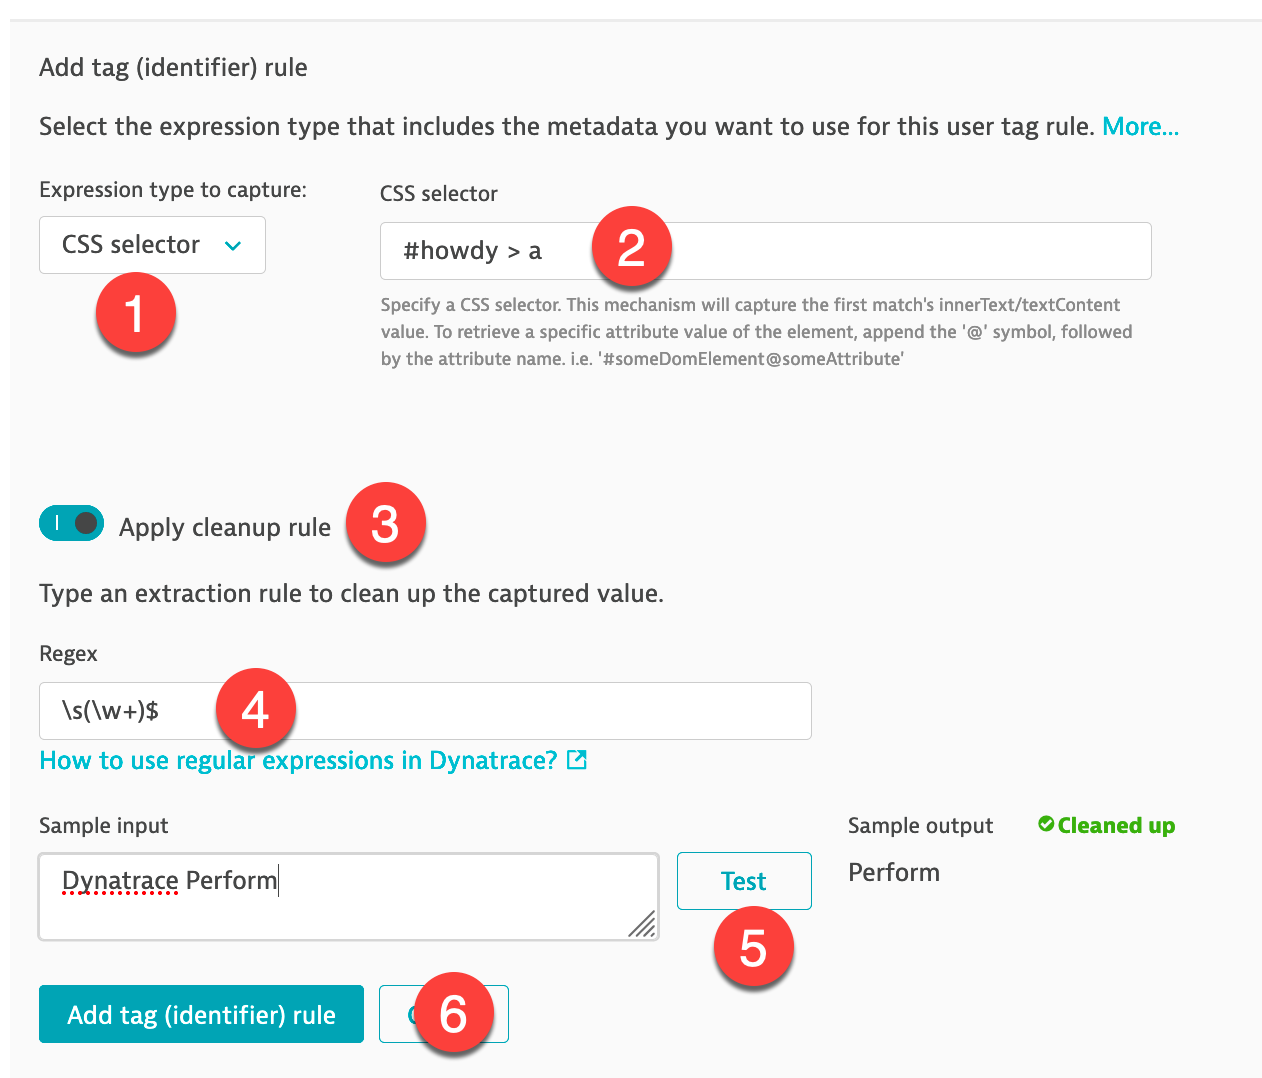 Add tag (identifier) rule
Select the expression type that includes the metadata you want to use for this user tag rule. More...
Expression type to capture:
CSS selector
1
CSS selector
#howdy > a
2
Specify a CSS selector. This mechanism will capture the first match's innerText/textContent
value. To retrieve a specific attribute value of the element, append the '@' symbol, followed
by the attribute name. i.e. '#someDomElement@someAttribute'
Apply cleanup rule
3
Type an extraction rule to clean up the captured value.
Regex
\s(\w+)$
4
How to use regular expressions in Dynatrace?
Sample input
Dynatrace Perform
Test
5
Sample output
Cleaned up
Perform
Add tag (identifier) rule
6